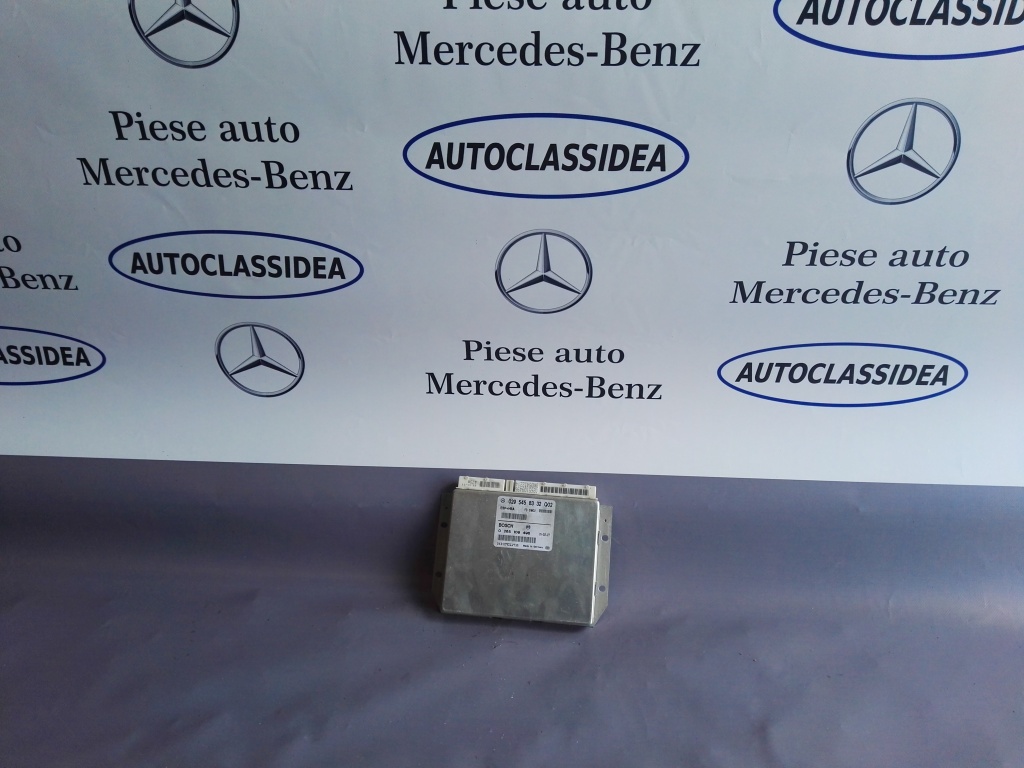 Piese auto
Mercedes-Benz
AUTOCLASSIDEA
Piese auto
Mercedes-Benz
AUTOCLASSIDEA
AUTOCLASSIDEA
Piese auto
Mercedes-Benz
Benz
ASSIDEA
Piese auto
Mercedes-Benz
AUTOCLASSIDEA
BOSCH